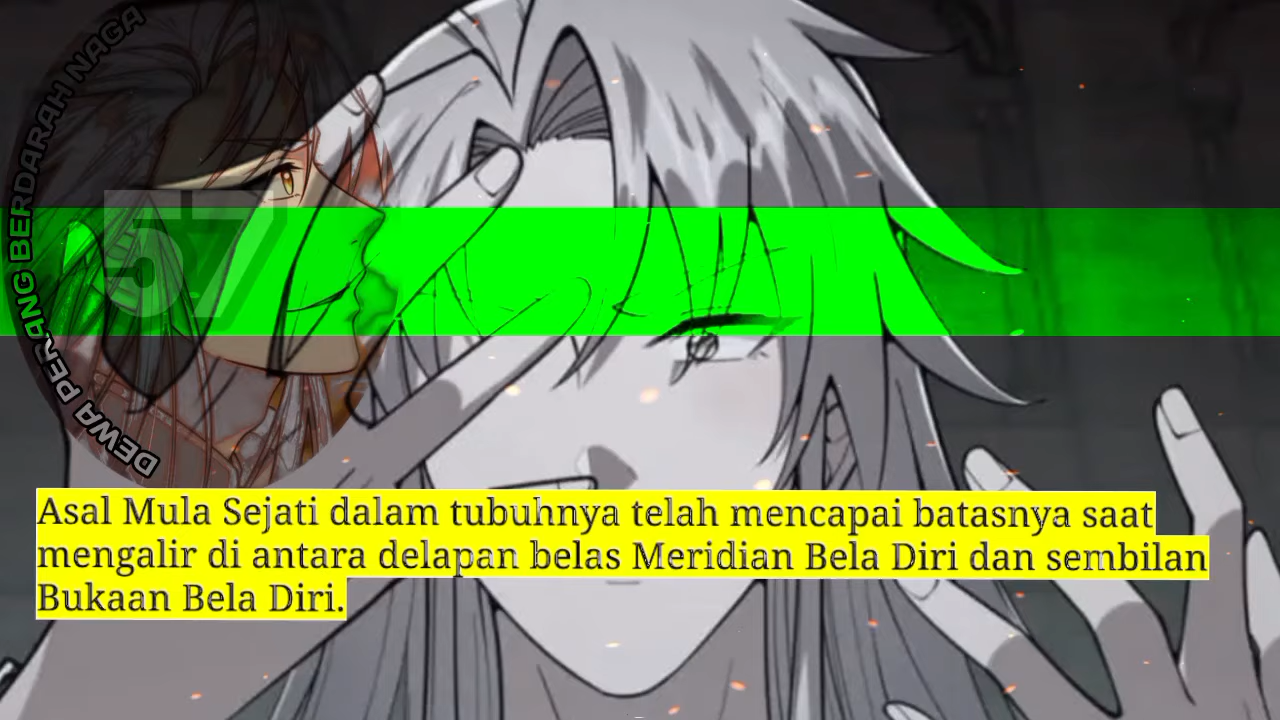 DEWA PERANG BERDARAH NAGA
57
Asal Mula Sejati dalam tubuhnya telah mencapai batasnya saat
mengalir di antara delapan belas Meridian Bela Diri dan sembilan
Bukaan Bela Diri.